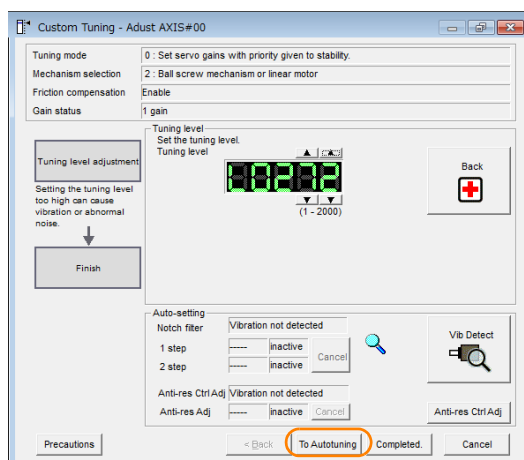 Custom Tuning - Adust AXIS#00
Tuning mode
0 : Set servo gains with priority given to stability.
Mechanism selection
2 : Ball screw mechanism or linear motor
Friction compensation
Enable
Gain status
1 gain
Tuning level adjustment
Setting the tuning level
too high can cause
vibration or abnormal
noise.
Finish
Tuning level
Set the tuning level.
Tuning level
L0272
(1 - 2000)
Back
Auto-setting
Notch filter
Vibration not detected
1 step
-----
inactive
Cancel
2 step
-----
inactive
Anti-res Ctrl Adj
Vibration not detected
Anti-res Adj
-----
inactive
Cancel
Vib Detect
Anti-res Ctrl Adj
Precautions
< Back
To Autotuning
Completed.
Cancel